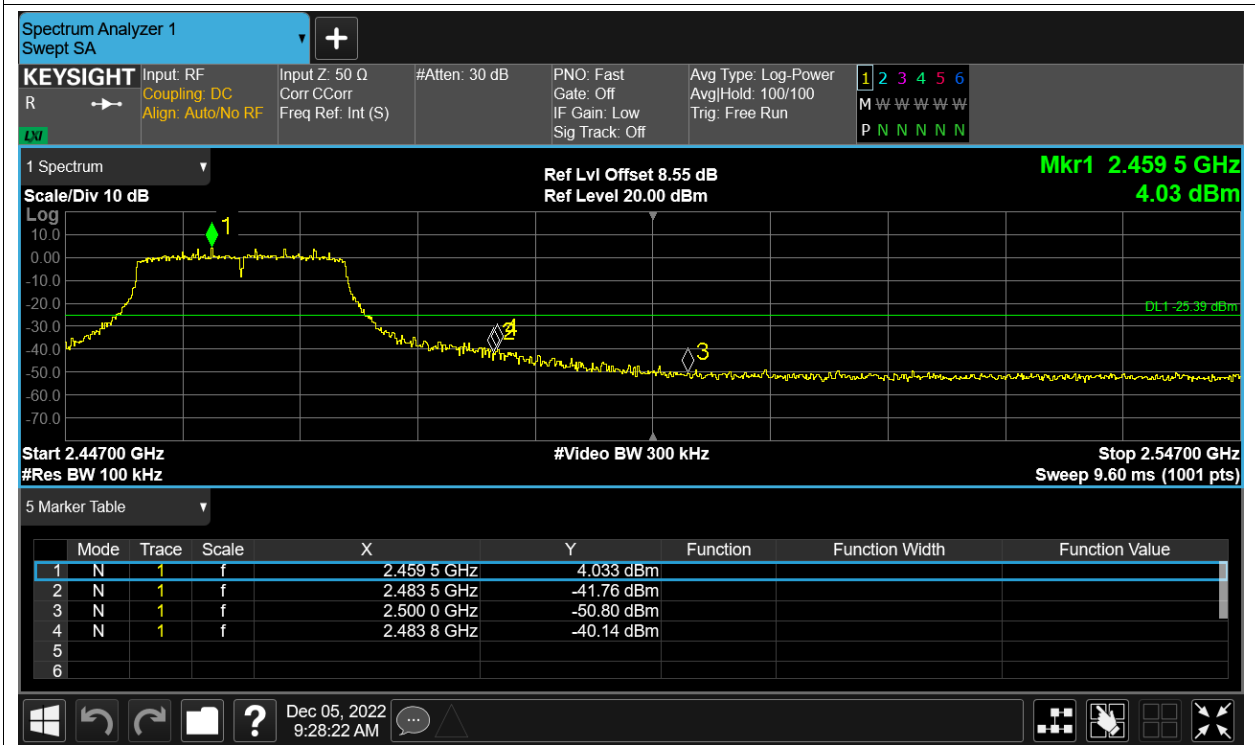 Spectrum Analyzer 1
Swept SA
KEYSIGHT
R
LXI
Input: RF
Coupling: DC
Align: Auto/No RF
Input Z: 50 Ω
Corr CCorr
Freq Ref: Int (S)
#Atten: 30 dB
PNO: Fast
Gate: Off
IF Gain: Low
Sig Track: Off
Avg Type: Log-Power
Avg|Hold: 100/100
Trig: Free Run
1 2 3 4 5 6
M W W W W W
P N N N N N
1 Spectrum
Scale/Div 10 dB
Ref Lvl Offset 8.55 dB
Ref Level 20.00 dBm
Mkr1 2.459 5 GHz
4.03 dBm
Log
10.0
0.00
-10.0
-20.0
-30.0
-40.0
-50.0
-60.0
-70.0
1
2
4
3
DL1 -25.39 dBm
Start 2.44700 GHz
#Video BW 300 kHz
Stop 2.54700 GHz
#Res BW 100 kHz
Sweep 9.60 ms (1001 pts)
5 Marker Table
Mode Trace Scale X Y Function Function Width Function Value
1 N 1 f 2.459 5 GHz 4.033 dBm
2 N 1 f 2.483 5 GHz -41.76 dBm
3 N 1 f 2.500 0 GHz -50.80 dBm
4 N 1 f 2.483 8 GHz -40.14 dBm
5
6
?
Dec 05, 2022
9:28:22 AM